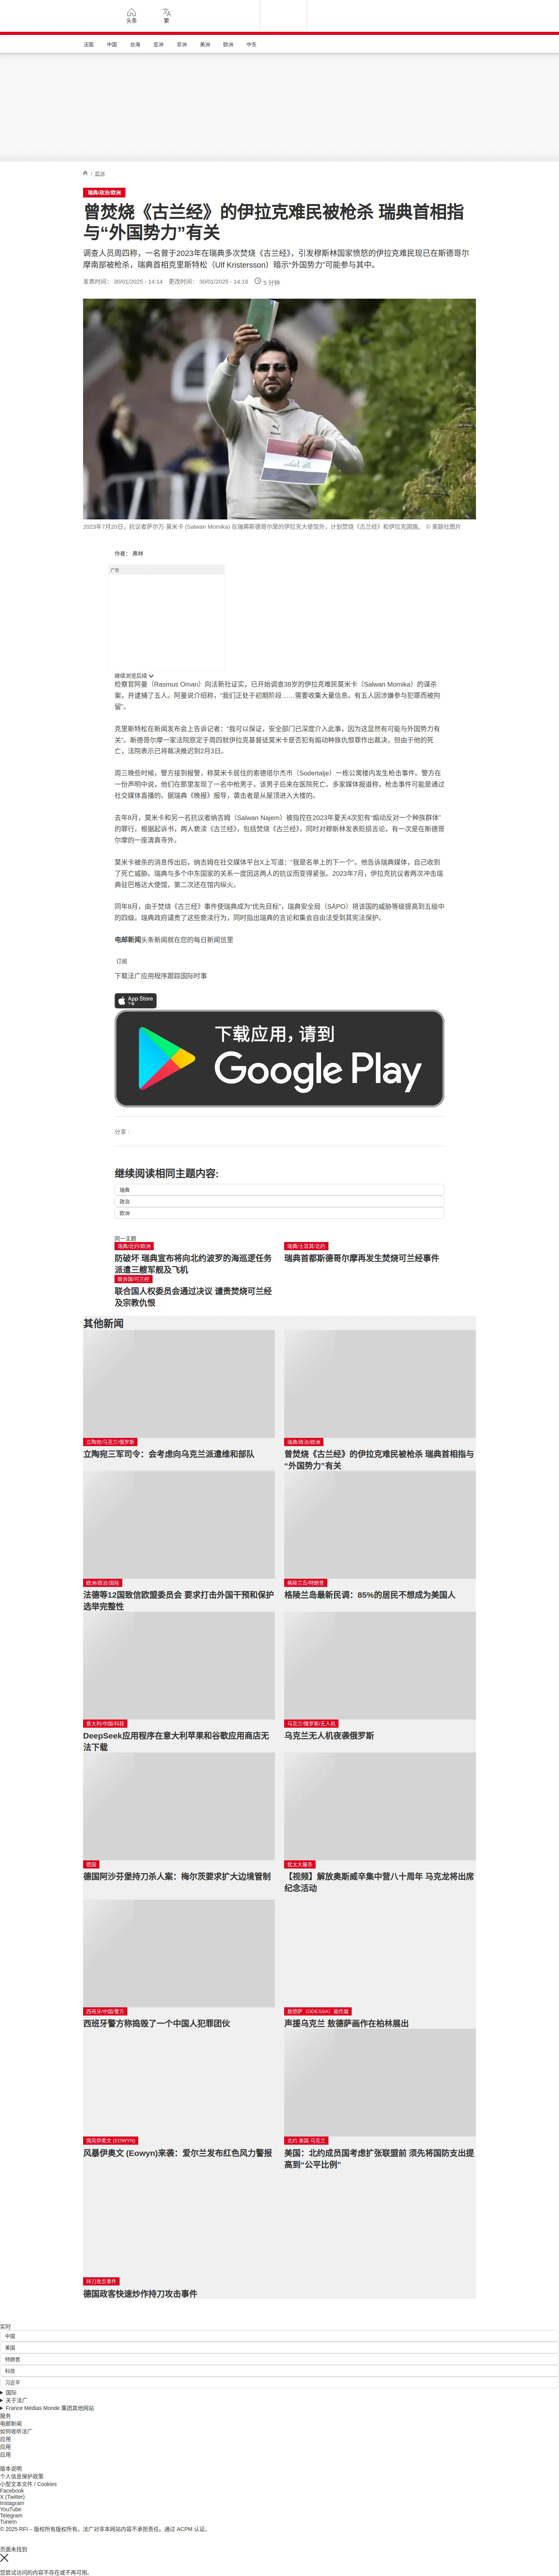 头条
繁
法国
中国
台海
亚洲
非洲
美洲
欧洲
中东
/ 欧洲
瑞典/政治/欧洲
曾焚烧《古兰经》的伊拉克难民被枪杀 瑞典首相指
与“外国势力”有关
调查人员周四称，一名曾于2023年在瑞典多次焚烧《古兰经》，引发穆斯林国家愤怒的伊拉克难民现已在斯德哥尔
摩南部被枪杀，瑞典首相克里斯特松（Ulf Kristersson）暗示“外国势力”可能参与其中。
发表时间： 30/01/2025 - 14:14 更改时间： 30/01/2025 - 14:16 5 分钟
2023年7月20日，抗议者萨尔万·莫米卡 (Salwan Momika) 在瑞典斯德哥尔摩的伊拉克大使馆外，计划焚烧《古兰经》和伊拉克国旗。 © 美联社图片
作者： 弗林
广告
继续浏览后续
检察官阿曼（Rasmus Oman）向法新社证实，已开始调查38岁的伊拉克难民莫米卡（Salwan Momika）的谋杀
案，并逮捕了五人。阿曼说介绍称，“我们正处于初期阶段……需要收集大量信息。有五人因涉嫌参与犯罪而被拘
留”。
克里斯特松在新闻发布会上告诉记者：“我可以保证，安全部门已深度介入此事，因为这显然有可能与外国势力有
关”。斯德哥尔摩一家法院原定于周四就伊拉克基督徒莫米卡是否犯有煽动种族仇恨罪作出裁决，但由于他的死
亡，法院表示已将裁决推迟到2月3日。
周三晚些时候，警方接到报警，称莫米卡居住的索德塔尔杰市（Sodertalje）一栋公寓楼内发生枪击事件。警方在
一份声明中说，他们在那里发现了一名中枪男子，该男子后来在医院死亡。多家媒体报道称，枪击事件可能是通过
社交媒体直播的。据瑞典《晚报》报导，袭击者是从屋顶进入大楼的。
去年8月，莫米卡和另一名抗议者纳吉姆（Salwan Najem）被指控在2023年夏天4次犯有“煽动反对一个种族群体”
的罪行。根据起诉书，两人亵渎《古兰经》，包括焚烧《古兰经》，同时对穆斯林发表贬损言论，有一次是在斯德哥
尔摩的一座清真寺外。
莫米卡被杀的消息传出后，纳吉姆在社交媒体平台X上写道：“我是名单上的下一个”。他告诉瑞典媒体，自己收到
了死亡威胁。瑞典与多个中东国家的关系一度因这两人的抗议而变得紧张。2023年7月，伊拉克抗议者两次冲击瑞
典驻巴格达大使馆，第二次还在馆内纵火。
同年8月，由于焚烧《古兰经》事件使瑞典成为“优先目标”，瑞典安全局（SÄPO）将该国的威胁等级提高到五级中
的四级。瑞典政府谴责了这些亵渎行为，同时指出瑞典的言论和集会自由法受到其宪法保护。
电邮新闻头条新闻就在您的每日新闻信里
订阅
下载法广应用程序跟踪国际时事
App Store
下载
下载应用，请到
Google Play
分享 :
继续阅读相同主题内容:
瑞典
政治
欧洲
同一主题
瑞典/北约/欧洲
防破坏 瑞典宣布将向北约波罗的海巡逻任务
派遣三艘军舰及飞机
瑞典/土耳其/北约
瑞典首都斯德哥尔摩再发生焚烧可兰经事件
联合国/可兰经
联合国人权委员会通过决议 谴责焚烧可兰经
及宗教仇恨
其他新闻
立陶宛/乌克兰/俄罗斯
立陶宛三军司令：会考虑向乌克兰派遣维和部队
瑞典/政治/欧洲
曾焚烧《古兰经》的伊拉克难民被枪杀 瑞典首相指与
“外国势力”有关
欧洲/政治/国际
法德等12国致信欧盟委员会 要求打击外国干预和保护
选举完整性
格陵兰岛/特朗普
格陵兰岛最新民调：85%的居民不想成为美国人
意大利/中国/科技
DeepSeek应用程序在意大利苹果和谷歌应用商店无
法下载
乌克兰/俄罗斯/无人机
乌克兰无人机夜袭俄罗斯
德国
德国阿沙芬堡持刀杀人案：梅尔茨要求扩大边境管制
犹太大屠杀
【视频】解放奥斯威辛集中营八十周年 马克龙将出席
纪念活动
西班牙/中国/警方
西班牙警方称捣毁了一个中国人犯罪团伙
敖德萨（ODESSA）画作展
声援乌克兰 敖德萨画作在柏林展出
强风伊奥文 (EOWYN)
风暴伊奥文 (Eowyn)来袭：爱尔兰发布红色风力警报
北约 美国 乌克兰
美国：北约成员国考虑扩张联盟前 须先将国防支出提
高到“公平比例”
持刀攻击事件
德国政客快速炒作持刀攻击事件
实时
中国
美国
特朗普
科技
习近平
国际
关于法广
France Médias Monde 集团其他网站
服务
电邮新闻
如何收听法广
应用
应用
应用
版本说明
个人信息保护政策
小型文本文件 / Cookies
Facebook
X (Twitter)
Instagram
YouTube
Telegram
TuneIn
© 2025 RFI – 版权所有版权所有。法广对非本网站内容不承担责任。通过 ACPM 认证。
页面未找到
您尝试访问的内容不存在或不再可用。